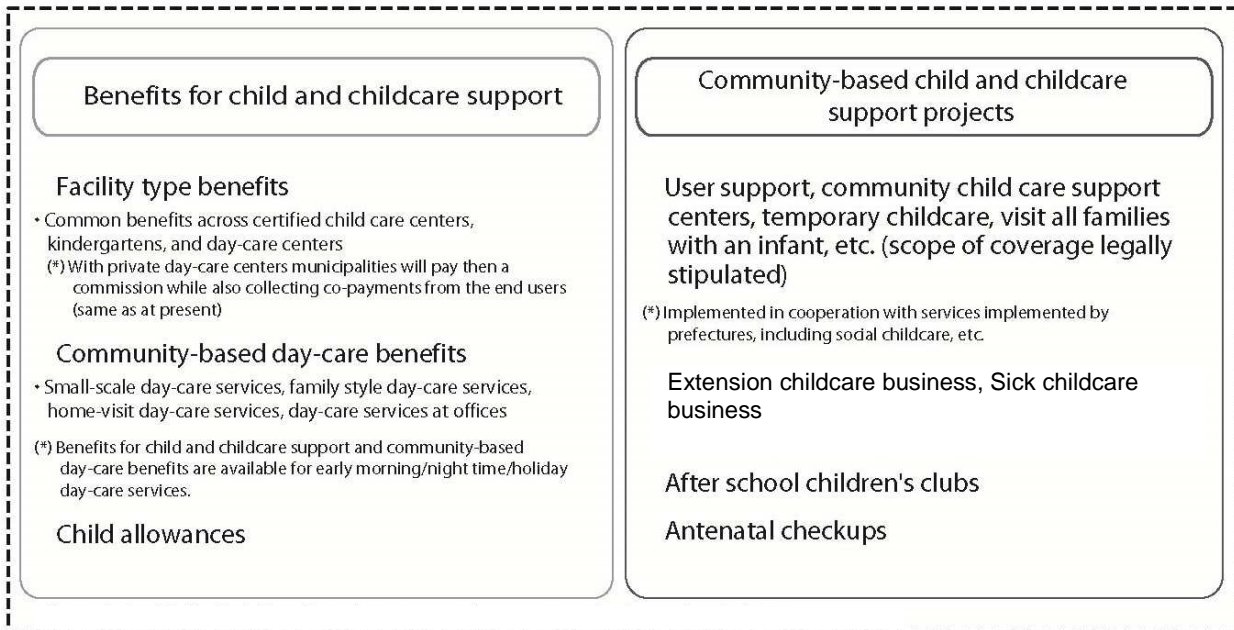 Benefits for child and childcare support
Facility type benefits
・Common benefits across certified child care centers,
kindergartens, and day-care centers
(*) With private day-care centers municipalities will pay then a
commission while also collecting co-payments from the end users
(same as at present)
Community-based day-care benefits
・Small-scale day-care services, family style day-care services,
home-visit day-care services, day-care services at offices
(*) Benefits for child and childcare support and community-based
day-care benefits are available for early morning/night time/holiday
day-care services.
Child allowances
Community-based child and childcare
support projects
User support, community child care support
centers, temporary childcare, visit all families
with an infant, etc. (scope of coverage legally
stipulated)
(*) Implemented in cooperation with services implemented by
prefectures, including social childcare, etc.
Extension childcare business, Sick childcare
business
After school children's clubs
Antenatal checkups